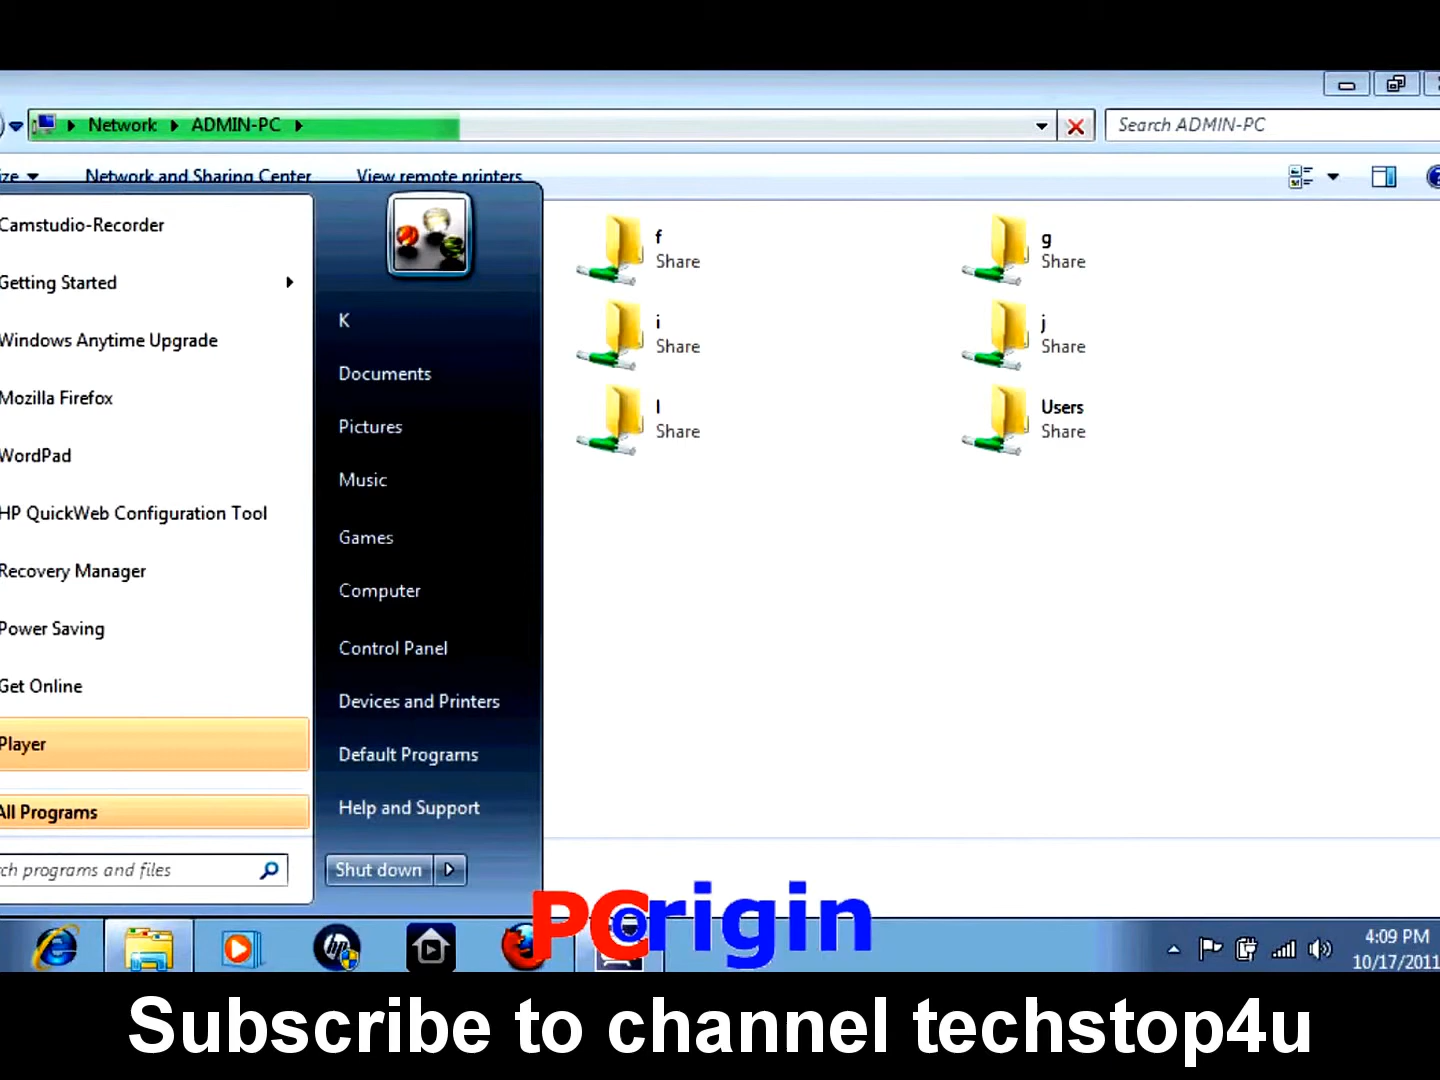 Network ADMIN-PC
Search ADMIN-PC
ize Network and Sharing Center View remote printers
Camstudio-Recorder
Getting Started
Windows Anytime Upgrade
Mozilla Firefox
WordPad
HP QuickWeb Configuration Tool
Recovery Manager
Power Saving
Get Online
Player
All Programs
ch programs and files
K
Documents
Pictures
Music
Games
Computer
Control Panel
Devices and Printers
Default Programs
Help and Support
Shut down
f
Share
g
Share
i
Share
j
Share
l
Share
Users
Share
PCorigin
hp
4:09 PM
10/17/2011
Subscribe to channel techstop4u